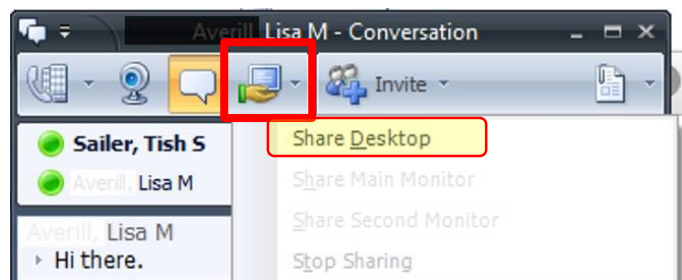 Averill, Lisa M - Conversation
Invite
Sailer, Tish S
Averill, Lisa M
Averill, Lisa M
Hi there.
Share Desktop
Share Main Monitor
Share Second Monitor
Stop Sharing